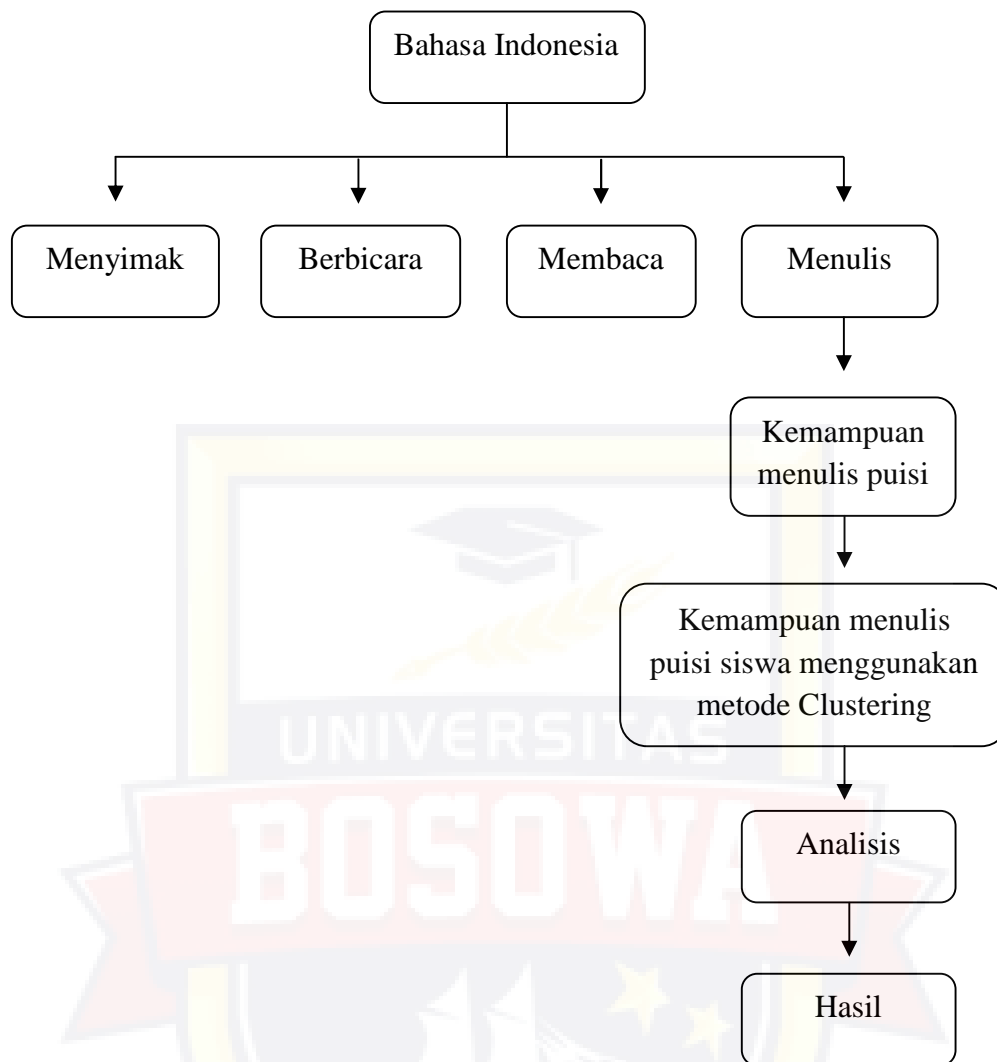 Bahasa Indonesia
Menyimak
Berbicara
Membaca
Menulis
Kemampuan
menulis puisi
Kemampuan menulis
puisi siswa menggunakan
metode Clustering
UNIVERSITAS
BOSOWA
Analisis
Hasil